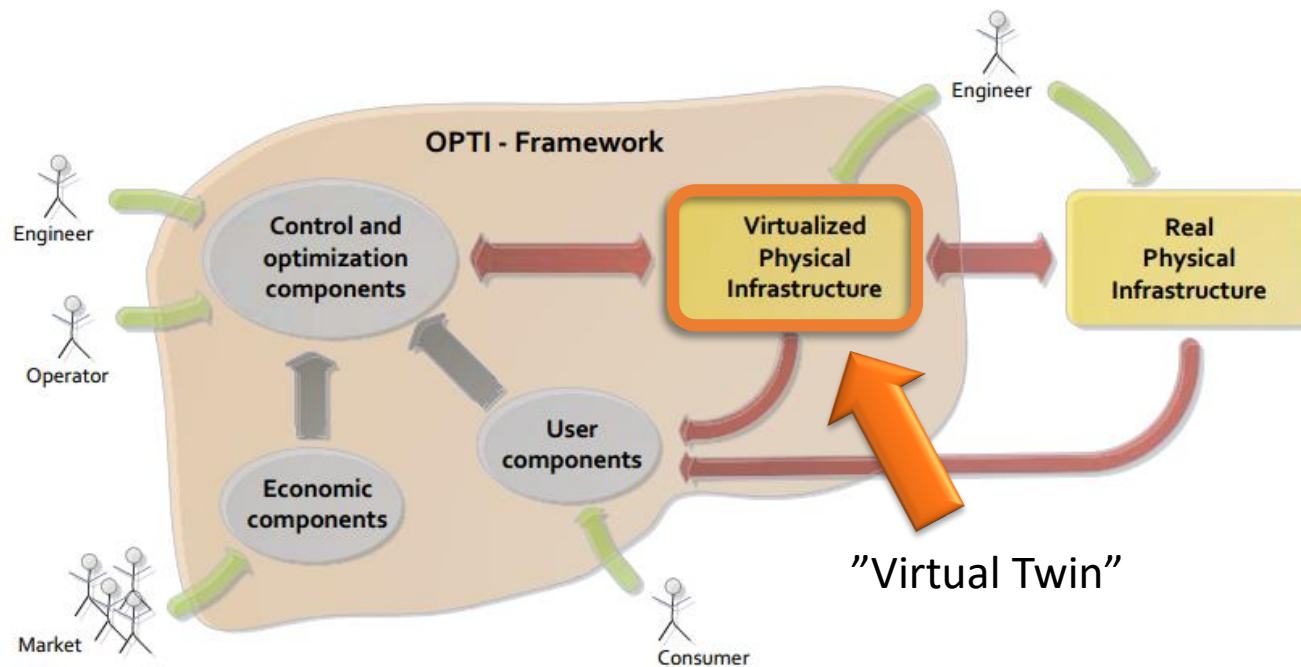 Engineer
OPTI - Framework
Engineer
Control and
optimization
components
Virtualized
Physical
Infrastructure
Real
Physical
Infrastructure
Operator
User
components
Economic
components
”Virtual Twin”
Market
Consumer